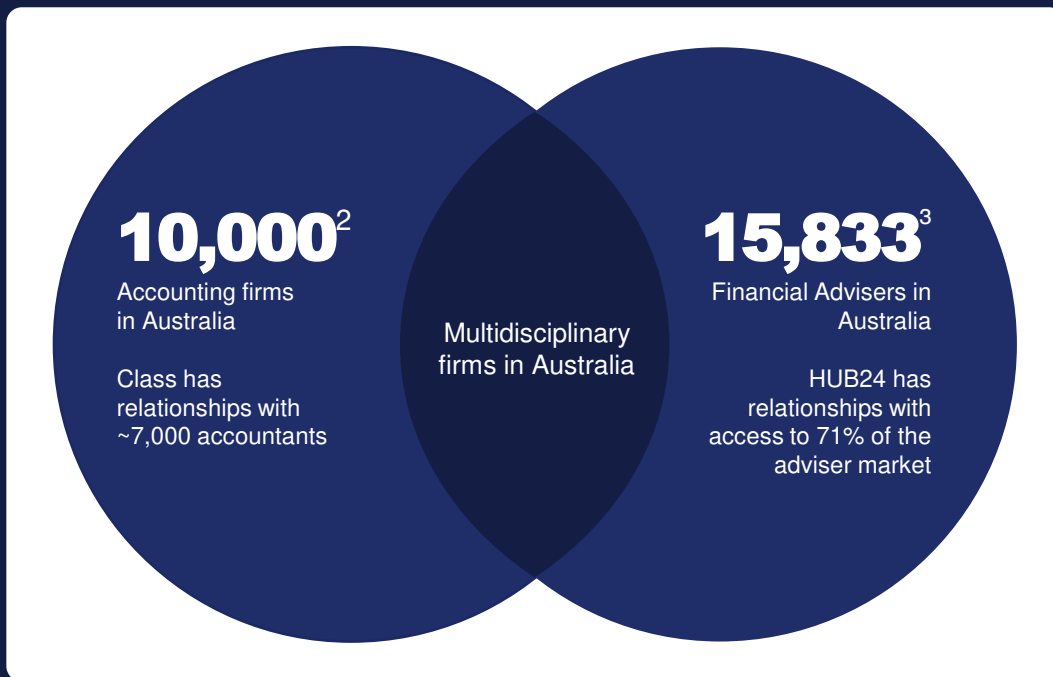 10,000²
Accounting firms
in Australia
Class has
relationships with
~7,000 accountants
Multidisciplinary
firms in Australia
15,833³
Financial Advisers in
Australia
HUB24 has
relationships with
access to 71% of the
adviser market